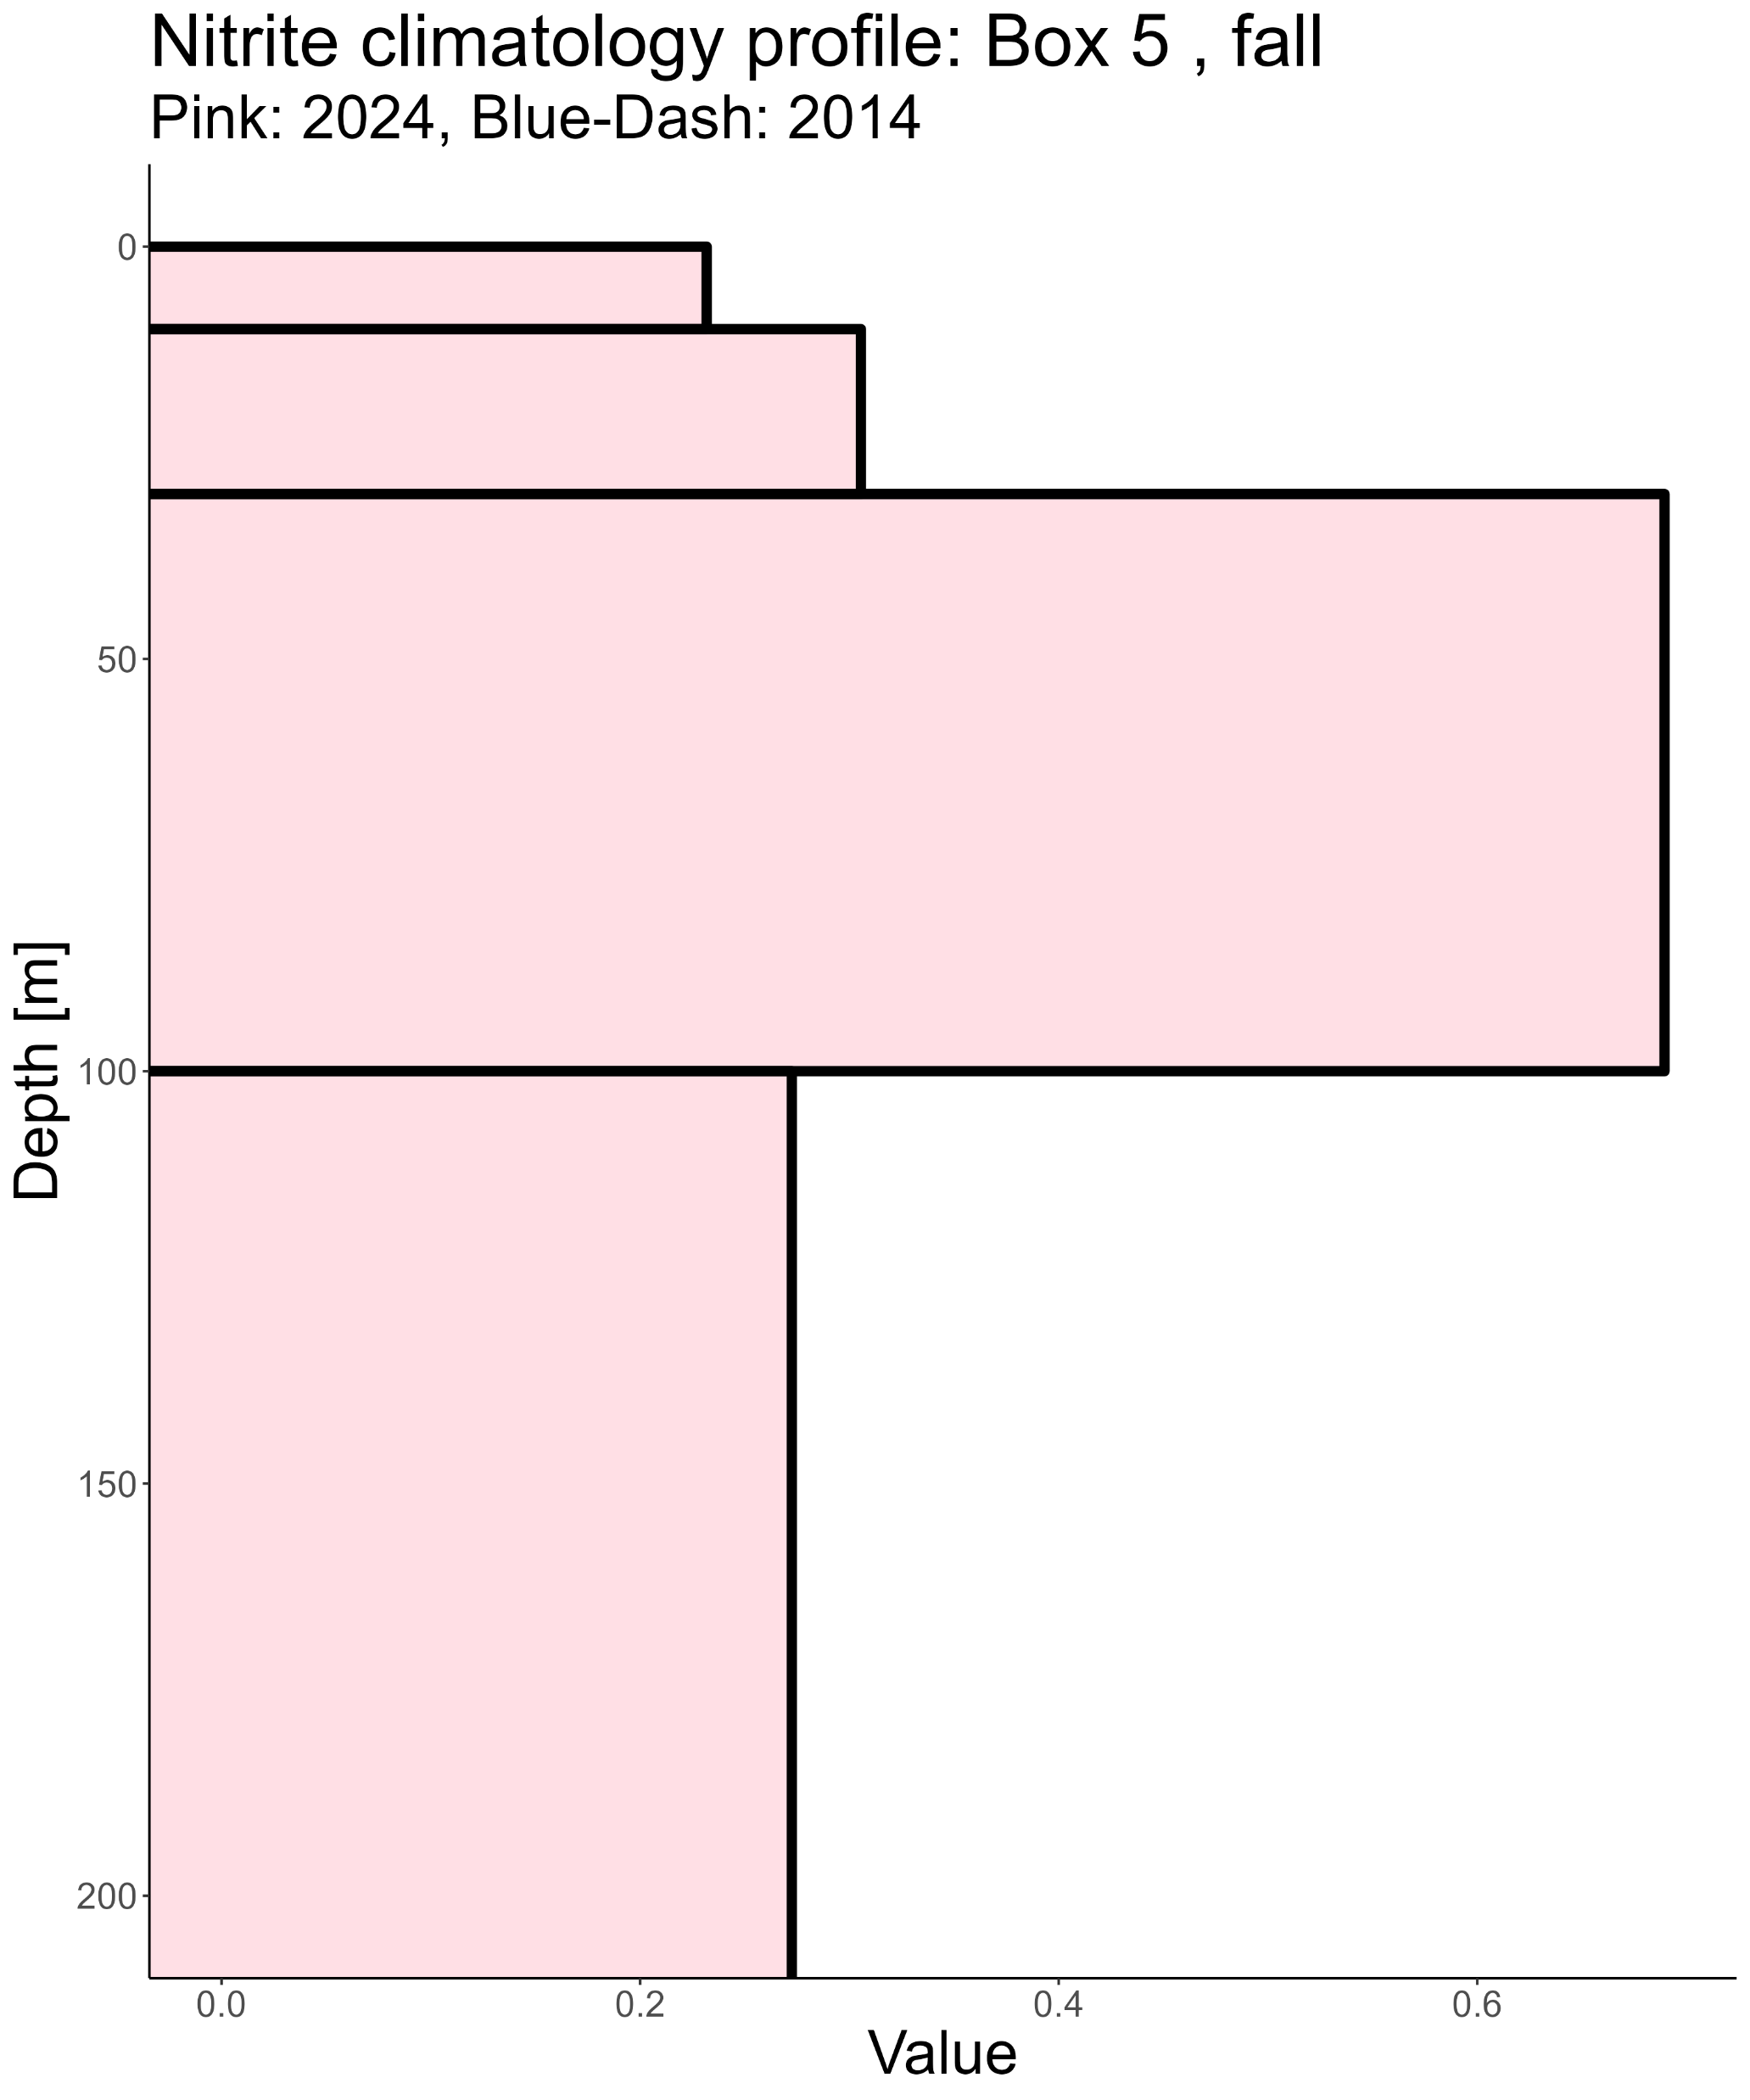 Nitrite climatology profile: Box 5 , fall
Pink: 2024, Blue-Dash: 2014
0
50
100
150
200
Depth [m]
0.0 0.2 0.4 0.6
Value